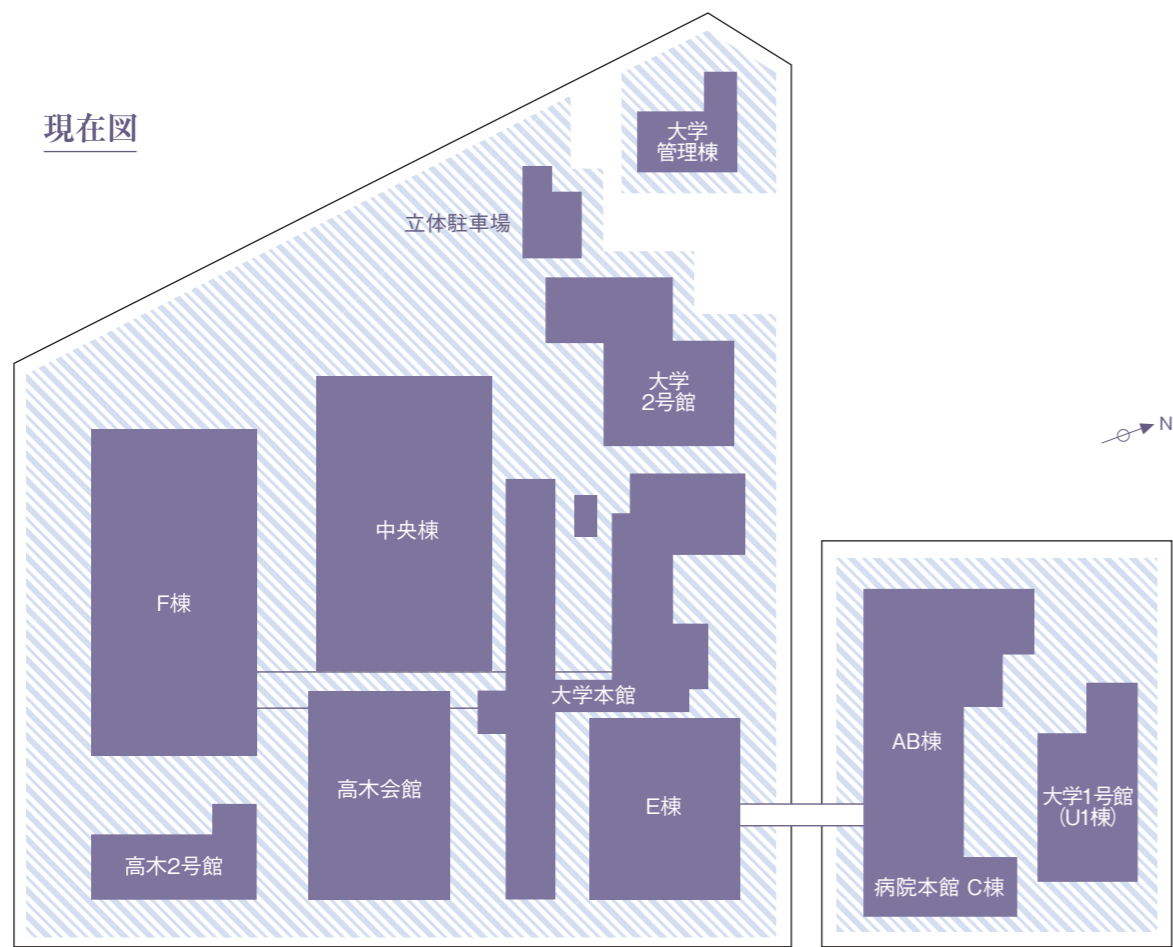 現在図
大学
管理棟
立体駐車場
大学
2号館
N
中央棟
F棟
大学本館
AB棟
高木会館
E棟
大学1号館
(U1棟)
高木2号館
病院本館 C棟